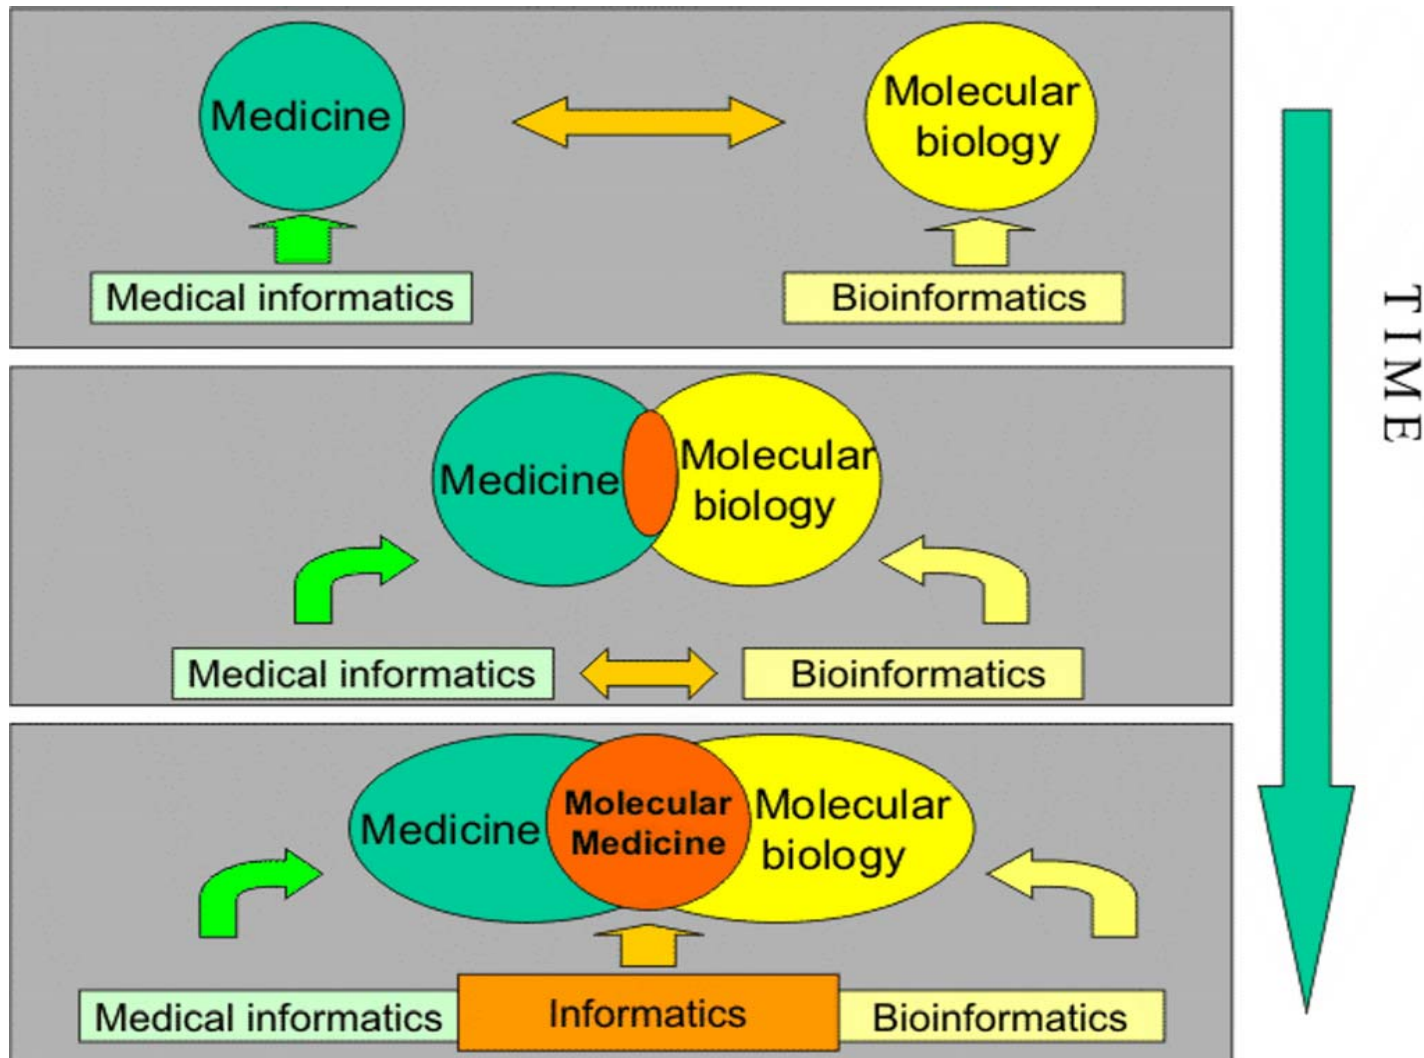 Medicine
Molecular
biology
Medical informatics
Bioinformatics
Medicine
Molecular
biology
Medical informatics
Bioinformatics
Medicine
Molecular
Medicine
Molecular
biology
Medical informatics
Informatics
Bioinformatics
TIME